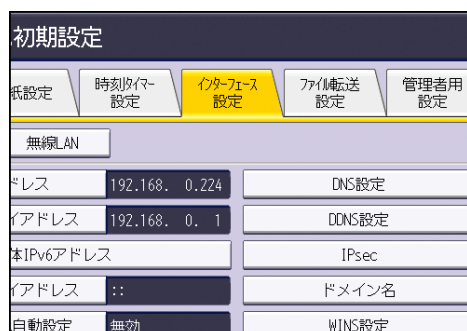 初期設定
紙設定
時刻タイマー
設定
インターフェース
設定
ファイル転送
設定
管理者用
設定
無線LAN
ドレス 192.168. 0.224 DNS設定
イアドレス 192.168. 0. 1 DDNS設定
体IPv6アドレス IPsec
イアドレス :: ドメイン名
自動設定 無効 WINS設定